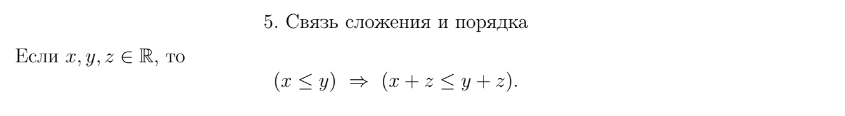 5. Связь сложения и порядка
Если x, y, z ∈ ℝ, то
(x ≤ y) ⇒ (x + z ≤ y + z).